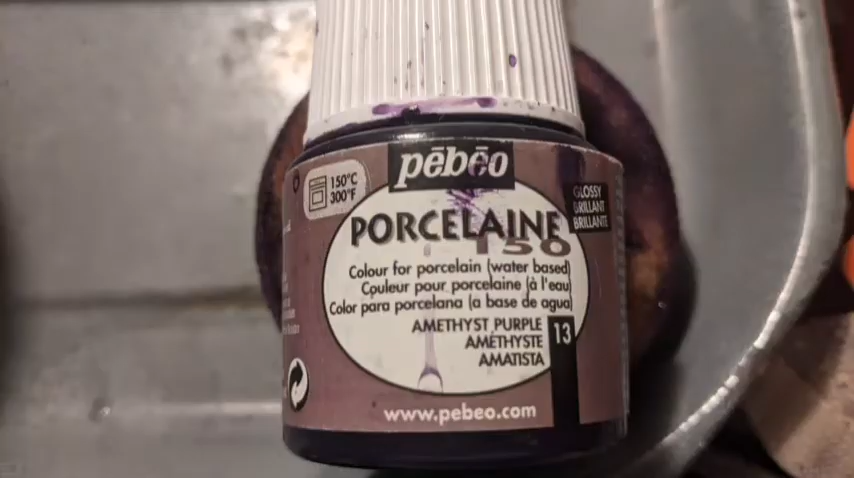 pēbēo
150°C
300°F
GLOSSY
BRILLANT
BRILLANTE
PORCELAINE
150
Colour for porcelain (water based)
Couleur pour porcelaine (à l'eau)
Color para porcelana (a base de agua)
AMETHYST PURPLE
AMÉTHYSTE
AMATISTA
13
www.pebeo.com